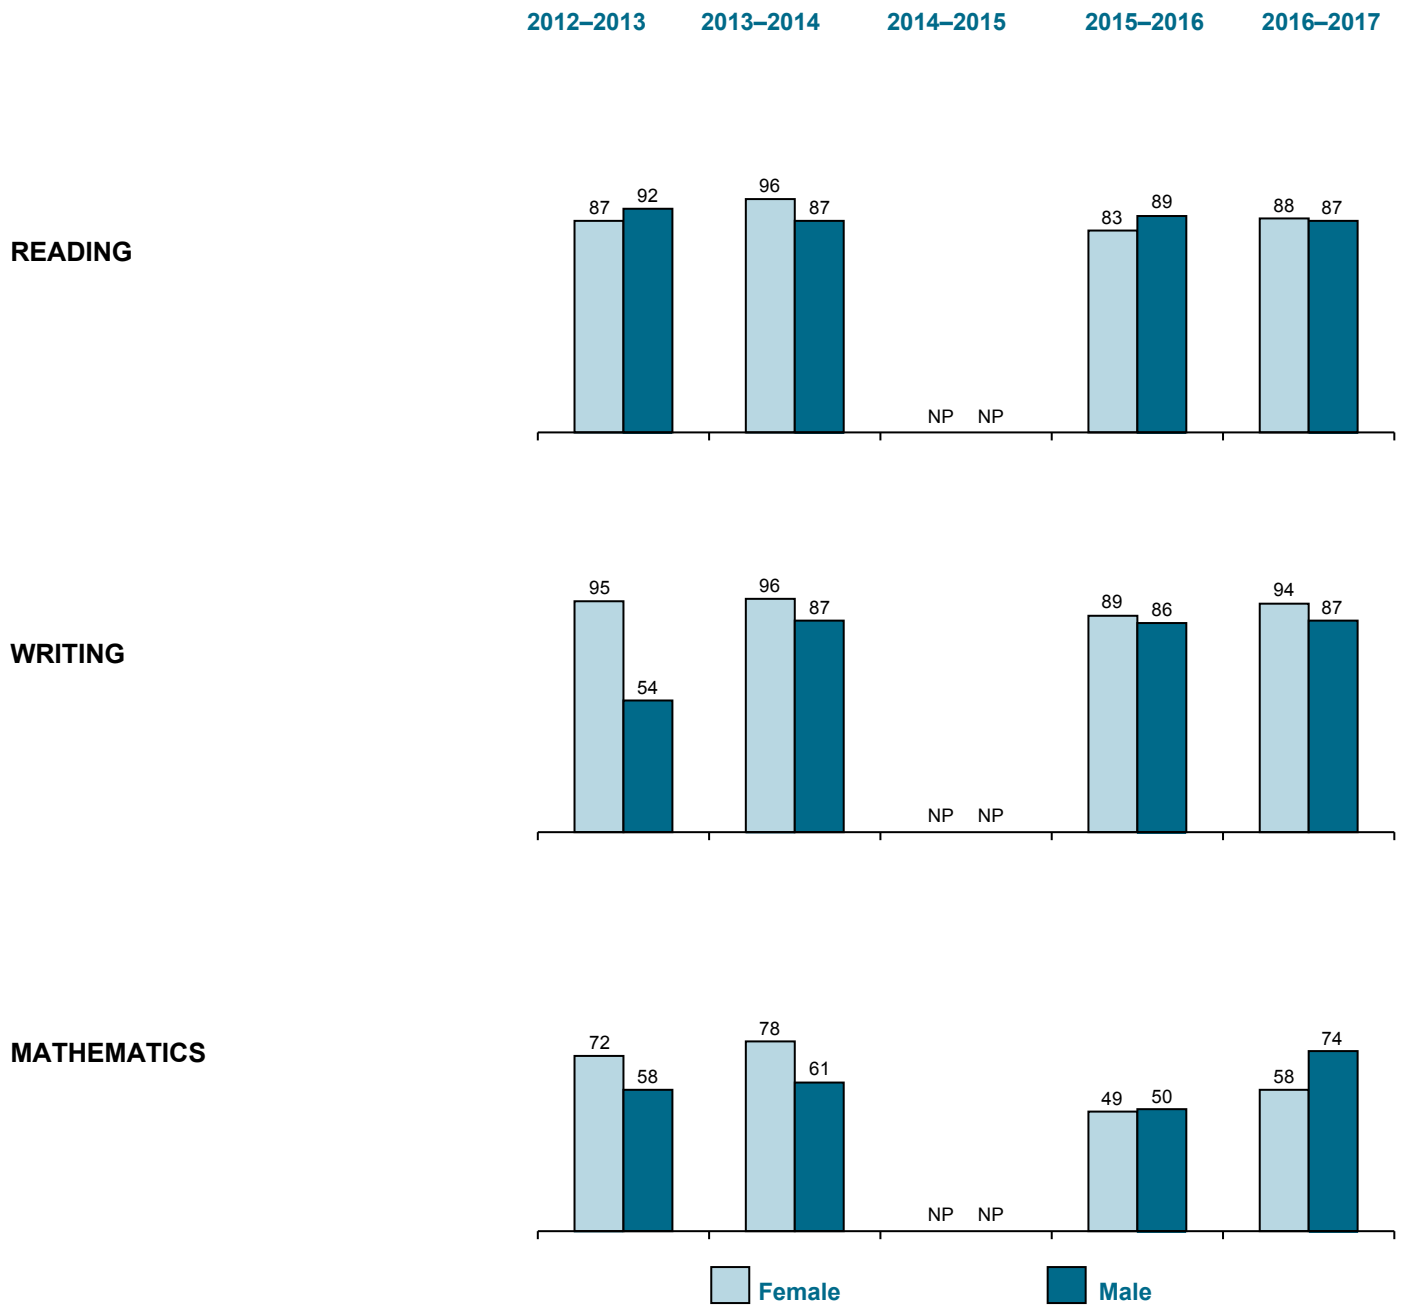 2012–2013 2013–2014 2014–2015 2015–2016 2016–2017
READING
87 92 96 87 NP NP 83 89 88 87
WRITING
95 54 96 87 NP NP 89 86 94 87
MATHEMATICS
72 58 78 61 NP NP 49 50 58 74
Female Male